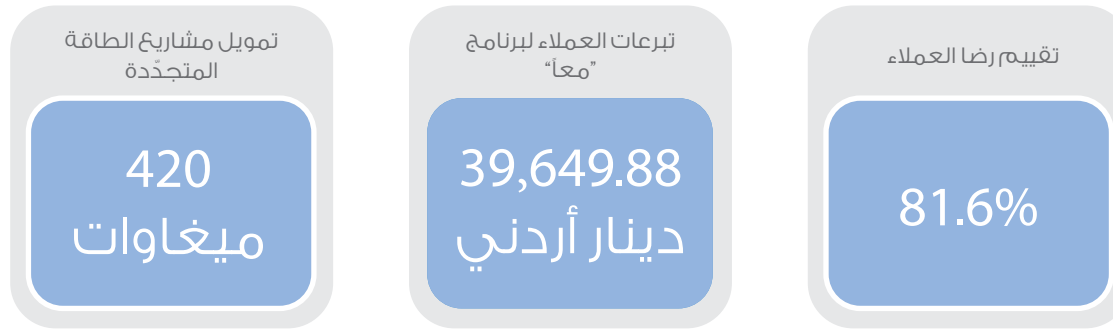 تقييم رضا العملاء
81.6%
تبرعات العملاء لبرنامج
”معاً“
39,649.88
دينار أردني
تمويل مشاريع الطاقة
المتجدّدة
420
ميغاوات